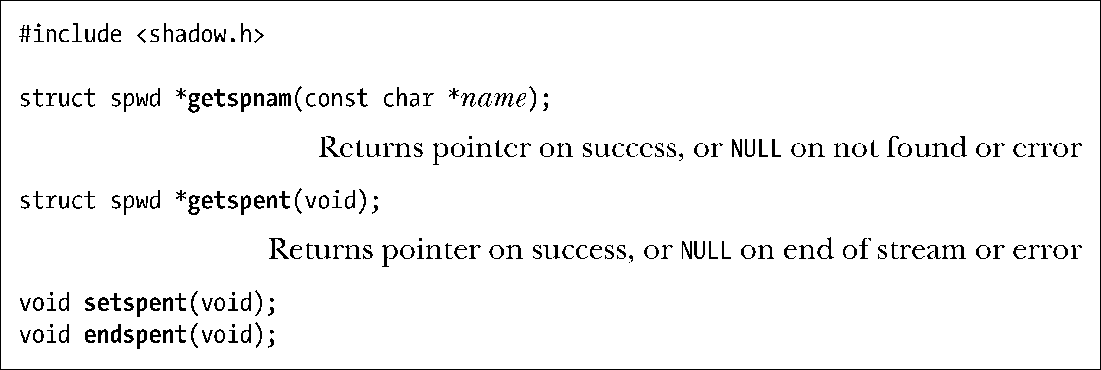 #include <shadow.h>
struct spwd *getspnam(const char *name);
Returns pointer on success, or NULL on not found or error
struct spwd *getspent(void);
Returns pointer on success, or NULL on end of stream or error
void setspent(void);
void endspent(void);